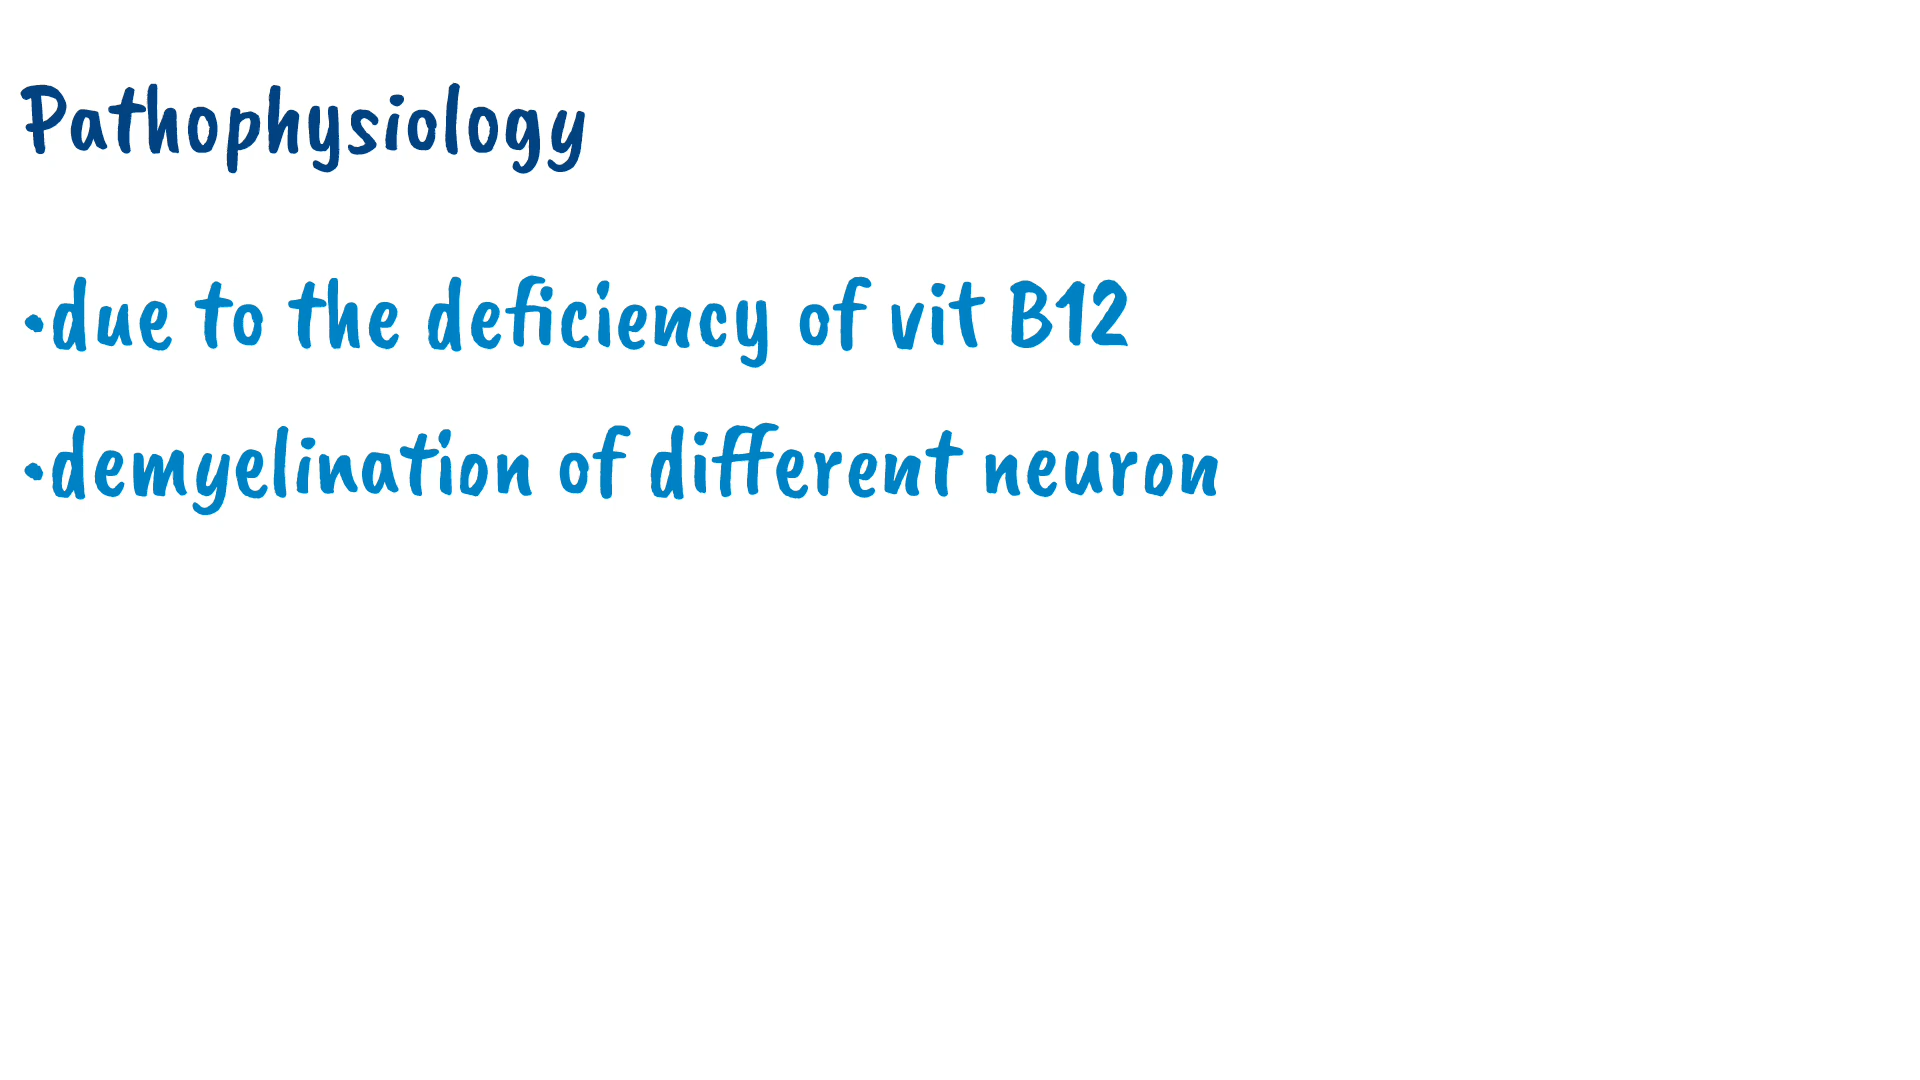 Pathophysiology
•due to the deficiency of vit B12
•demyelination of different neuron